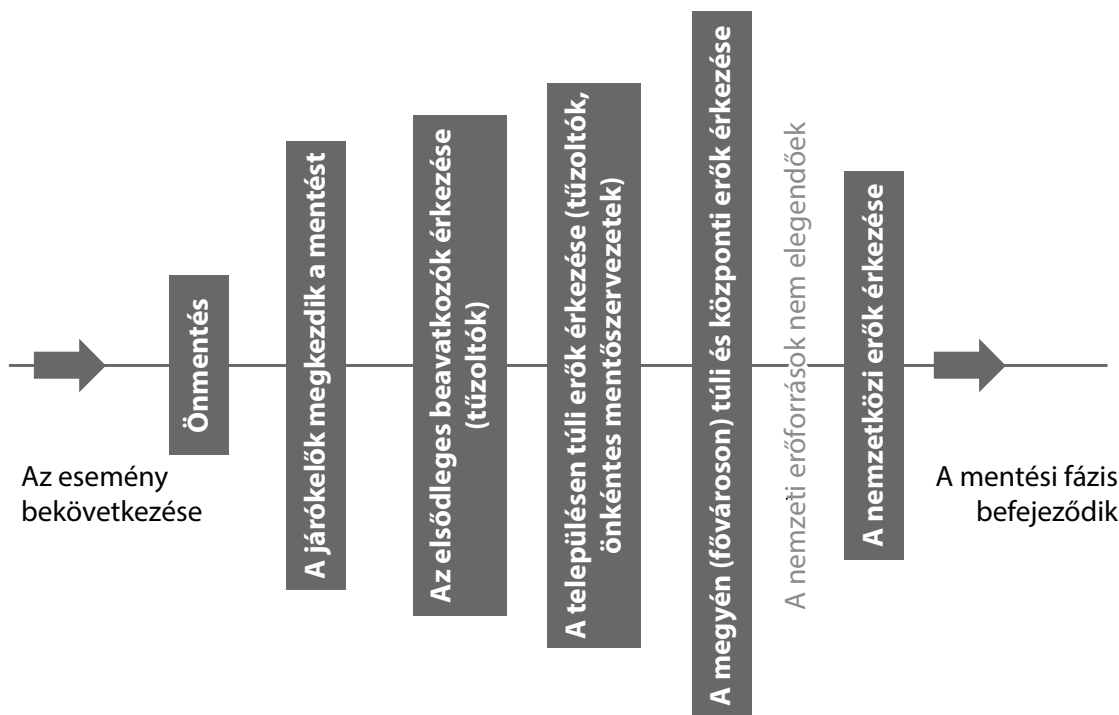 Az esemény
bekövetkezése
Önmentés
A járókelők megkezdik a mentést
Az elsődleges beavatkozók érkezése
(tűzoltók)
A településen túli erők érkezése (tűzoltók,
önkéntes mentőszervezetek)
A megyén (fővároson) túli és központi erők érkezése
A nemzeti erőforrások nem elegendőek
A nemzetközi erők érkezése
A mentési fázis
befejeződik